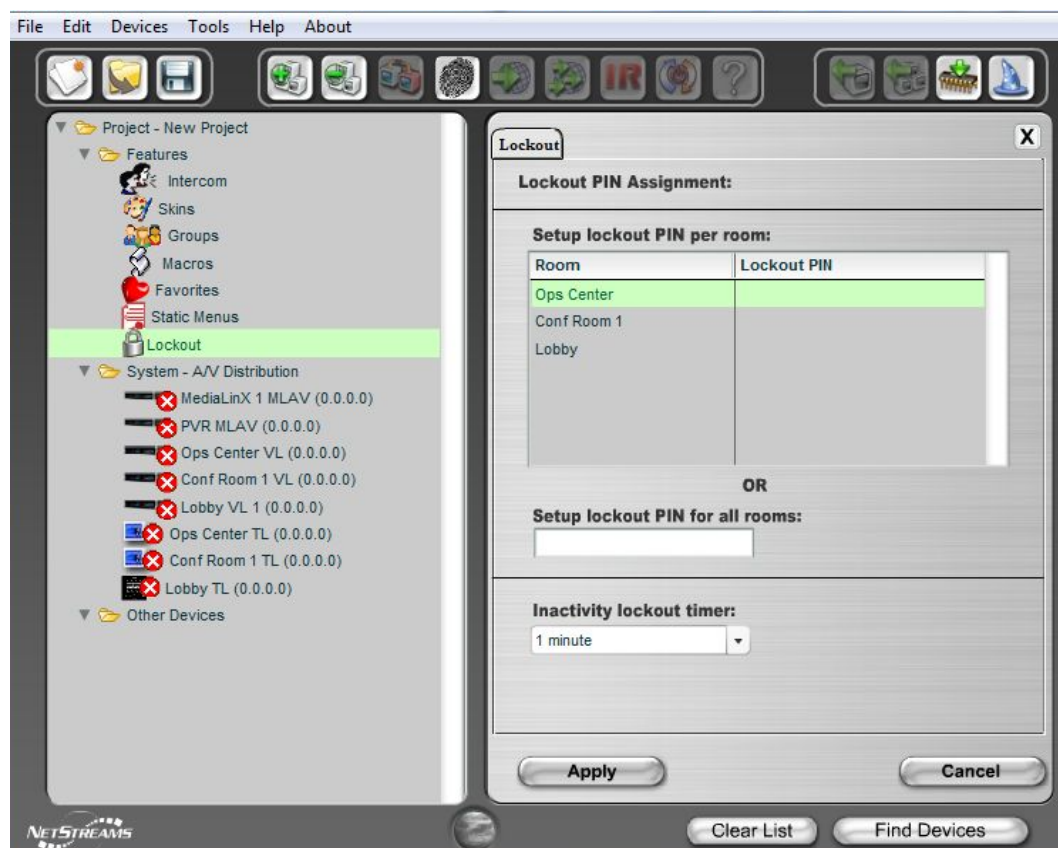 File Edit Devices Tools Help About
IR ?
Project - New Project
Features
Intercom
Skins
Groups
Macros
Favorites
Static Menus
Lockout
System - A/V Distribution
MediaLinX 1 MLAV (0.0.0.0)
PVR MLAV (0.0.0.0)
Ops Center VL (0.0.0.0)
Conf Room 1 VL (0.0.0.0)
Lobby VL 1 (0.0.0.0)
Ops Center TL (0.0.0.0)
Conf Room 1 TL (0.0.0.0)
Lobby TL (0.0.0.0)
Other Devices
Lockout X
Lockout PIN Assignment:
Setup lockout PIN per room:
Room Lockout PIN
Ops Center
Conf Room 1
Lobby
OR
Setup lockout PIN for all rooms:
Inactivity lockout timer:
1 minute
Apply Cancel
NETSTREAMS Clear List Find Devices